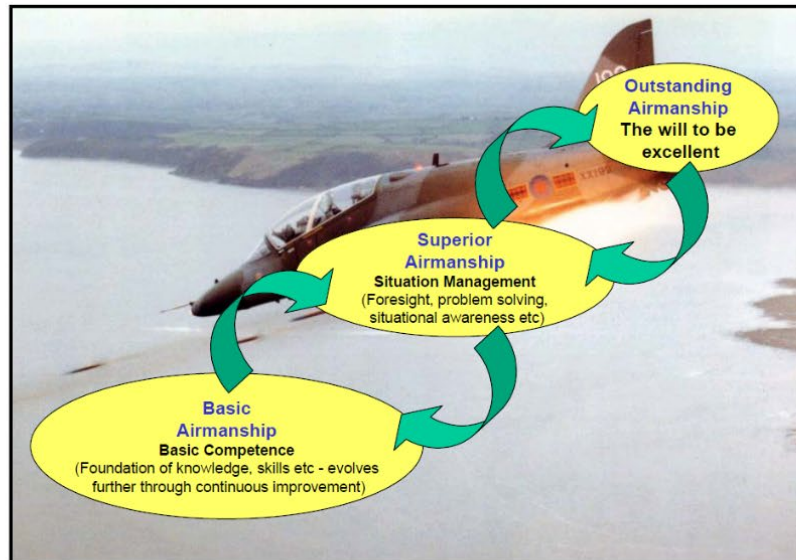 Outstanding
Airmanship
The will to be
excellent
Superior
Airmanship
Situation Management
(Foresight, problem solving,
situational awareness etc)
Basic
Airmanship
Basic Competence
(Foundation of knowledge, skills etc - evolves
further through continuous improvement)